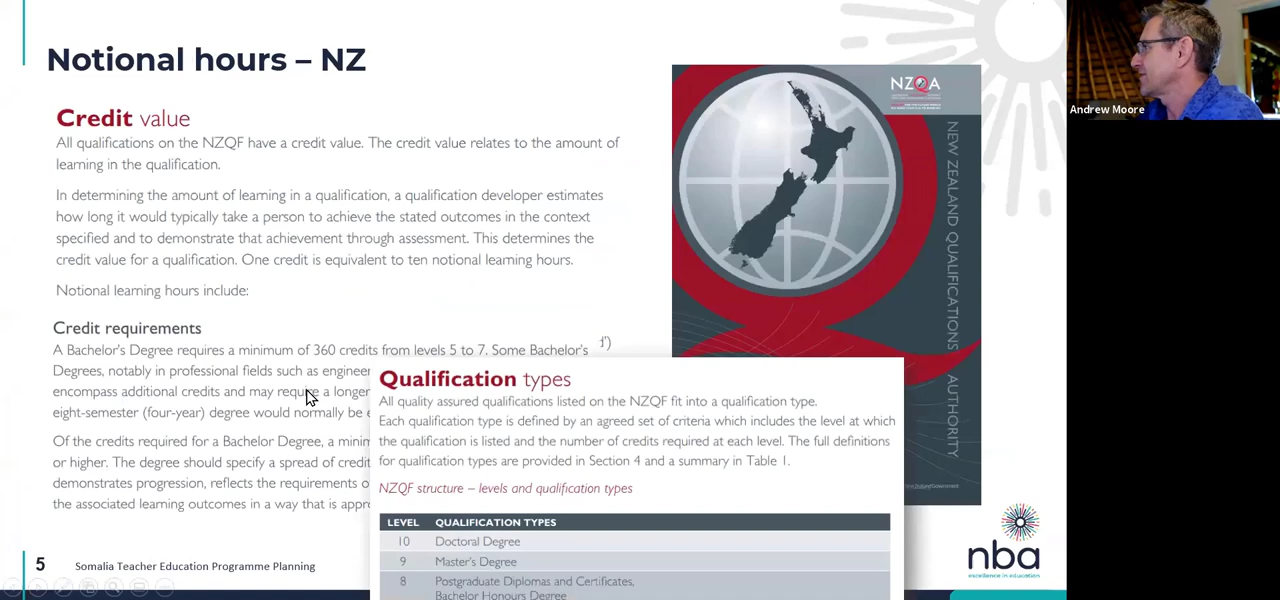 Notional hours – NZ
Credit value
All qualifications on the NZQF have a credit value. The credit value relates to the amount of
learning in the qualification.
In determining the amount of learning in a qualification, a qualification developer estimates
how long it would typically take a person to achieve the stated outcomes in the context
specified and to demonstrate that achievement through assessment. This determines the
credit value for a qualification. One credit is equivalent to ten notional learning hours.
Notional learning hours include:
Credit requirements
A Bachelor's Degree requires a minimum of 360 credits from levels 5 to 7. Some Bachelor's
Degrees, notably in professional fields such as
encompass additional credits and may require a longer
eight-semester (four-year) degree would normally be
Of the credits required for a Bachelor Degree, a
or higher. The degree should specify a spread of
demonstrates progression, reflects the requirements
the associated learning outcomes in a way that is
Qualification types
All quality assured qualifications listed on the NZQF fit into a qualification type.
Each qualification type is defined by an agreed set of criteria which includes the level at which
the qualification is listed and the number of credits required at each level. The full definitions
for qualification types are provided in Section 4 and a summary in Table 1.
NZQF structure – levels and qualification types
LEVEL QUALIFICATION TYPES
10 Doctoral Degree
9 Master's Degree
8 Postgraduate Diplomas and Certificates,
Bachelor Honours Degree
NZQA
NEW ZEALAND QUALIFICATIONS AUTHORITY
nba
excellence in education
5 Somalia Teacher Education Programme Planning
Andrew Moore